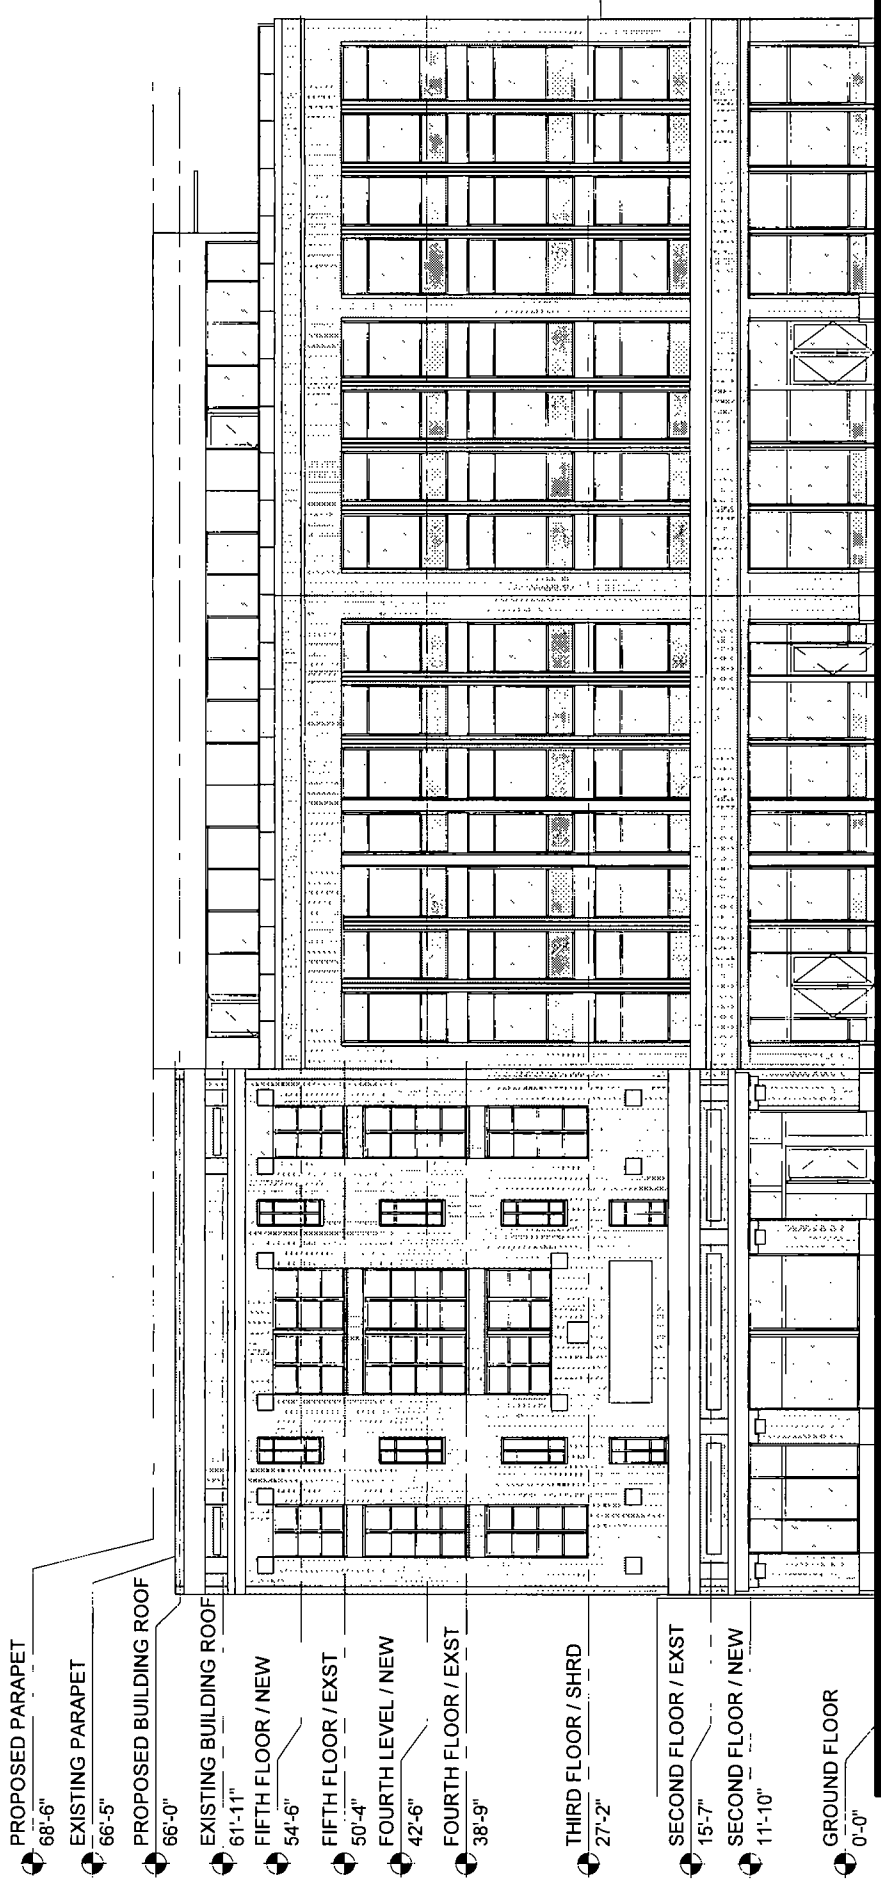 PROPOSED PARAPET
68'-6"
EXISTING PARAPET
66'-5"
PROPOSED BUILDING ROOF
66'-0"
EXISTING BUILDING ROOF
61'-11"
FIFTH FLOOR / NEW
54'-6"
FIFTH FLOOR / EXST
50'-4"
FOURTH LEVEL / NEW
42'-6"
FOURTH FLOOR / EXST
38'-9"
THIRD FLOOR / SHRD
27'-2"
SECOND FLOOR / EXST
15'-7"
SECOND FLOOR / NEW
11'-10"
GROUND FLOOR
0'-0"